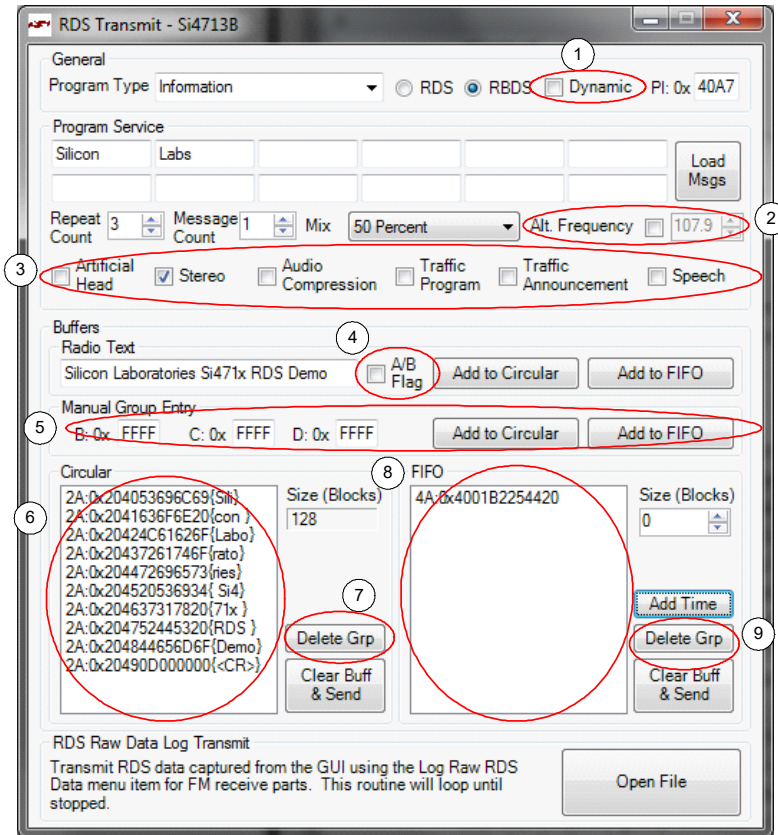 RDS Transmit - Si4713B
General
1
Program Type Information RDS RBDS Dynamic PI: 0x 40A7
Program Service
Silicon Labs
Load Msgs
Repeat Count 3 Message Count 1 Mix 50 Percent Alt. Frequency 107.9 2
3 Artificial Head Stereo Audio Compression Traffic Program Traffic Announcement Speech
Buffers
Radio Text
4
Silicon Laboratories Si471x RDS Demo A/B Flag Add to Circular Add to FIFO
Manual Group Entry
5 B: 0x FFFF C: 0x FFFF D: 0x FFFF Add to Circular Add to FIFO
Circular
6
2A:0x204053696C69{Sili}
2A:0x2041636F6E20{con }
2A:0x20424C61626F{Labo}
2A:0x20437261746F{rato}
2A:0x204472696573{ries}
2A:0x204520536934{ Si4}
2A:0x204637317820{71x }
2A:0x204752445320{RDS }
2A:0x204844656D6F{Demo}
2A:0x20490D000000{<CR>}
Size (Blocks)
128
7
Delete Grp
Clear Buff & Send
8
FIFO
4A:0x4001B2254420
Size (Blocks)
0
Add Time
Delete Grp 9
Clear Buff & Send
RDS Raw Data Log Transmit
Transmit RDS data captured from the GUI using the Log Raw RDS
Data menu item for FM receive parts. This routine will loop until
stopped.
Open File